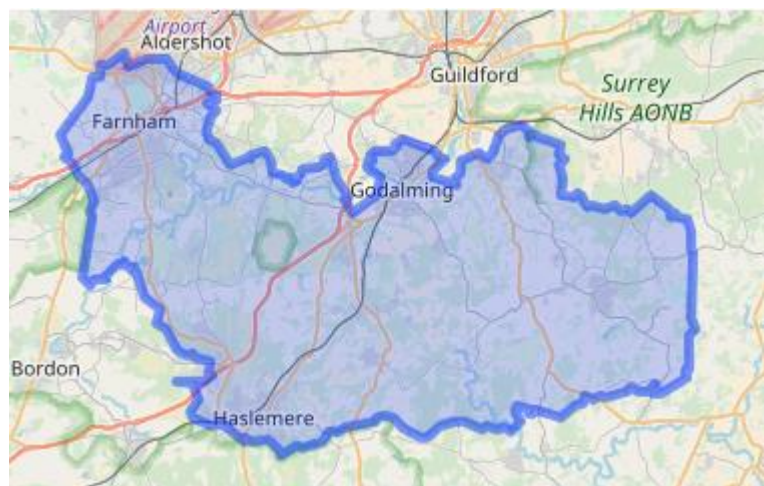 Airport
Aldershot
Guildford
Surrey
Hills AONB
Farnham
Godalming
Bordon
Haslemere